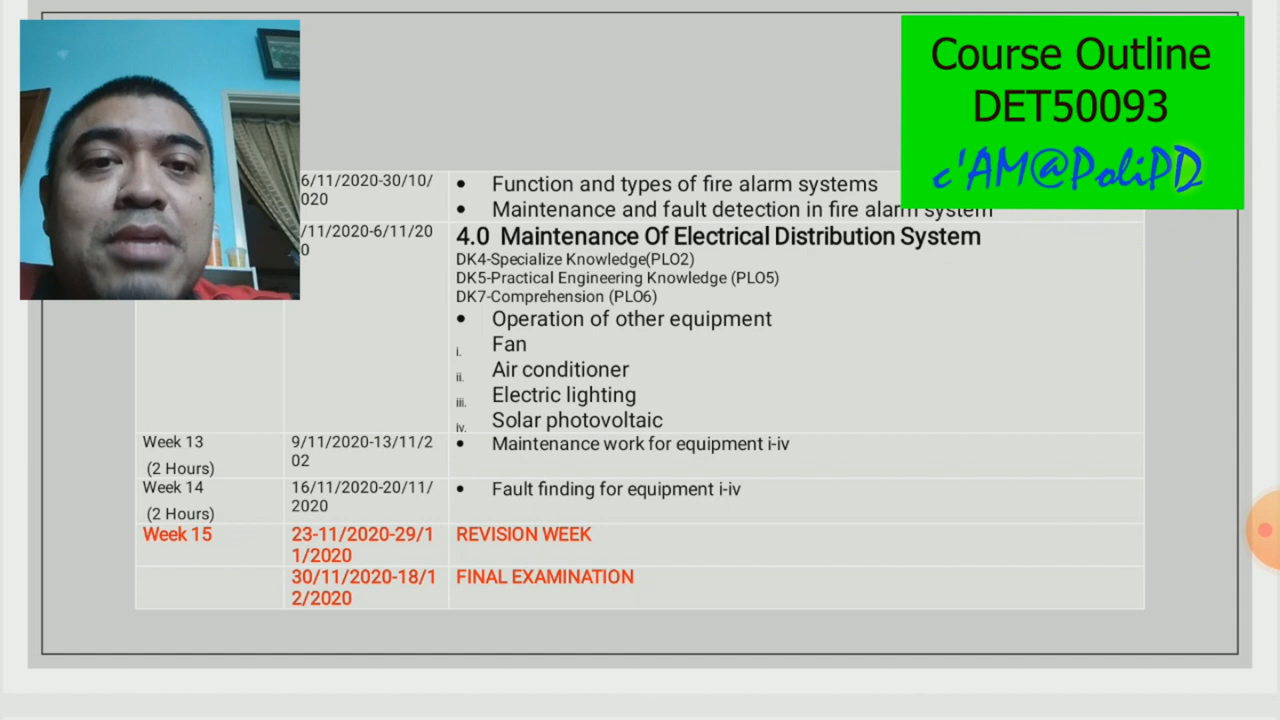 Course Outline
DET50093
c'AM@PoliPD
6/11/2020-30/10/
020
• Function and types of fire alarm systems
• Maintenance and fault detection in fire alarm system
/11/2020-6/11/20
0
4.0 Maintenance Of Electrical Distribution System
DK4-Specialize Knowledge(PLO2)
DK5-Practical Engineering Knowledge (PLO5)
DK7-Comprehension (PLO6)
• Operation of other equipment
i. Fan
ii. Air conditioner
iii. Electric lighting
iv. Solar photovoltaic
Week 13
(2 Hours)
9/11/2020-13/11/2
02
• Maintenance work for equipment i-iv
Week 14
(2 Hours)
16/11/2020-20/11/
2020
• Fault finding for equipment i-iv
Week 15
23-11/2020-29/1
1/2020
REVISION WEEK
30/11/2020-18/1
2/2020
FINAL EXAMINATION